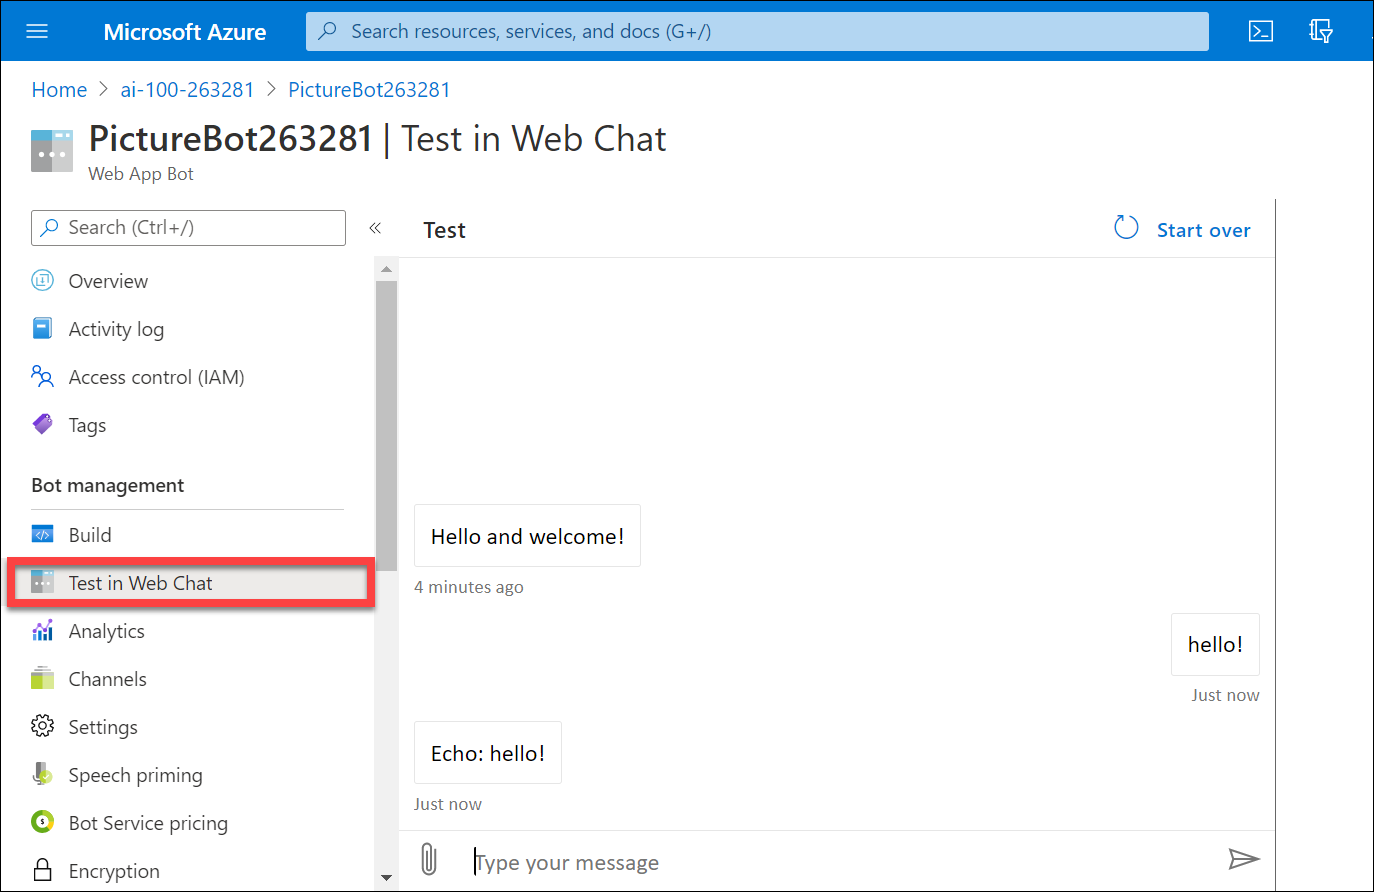 Microsoft Azure
Search resources, services, and docs (G+/)
Home > ai-100-263281 > PictureBot263281
PictureBot263281 | Test in Web Chat
Web App Bot
Search (Ctrl+/)
«
Overview
Activity log
Access control (IAM)
Tags
Bot management
Build
Test in Web Chat
Analytics
Channels
Settings
Speech priming
Bot Service pricing
Encryption
Test
Start over
Hello and welcome!
4 minutes ago
hello!
Just now
Echo: hello!
Just now
Type your message